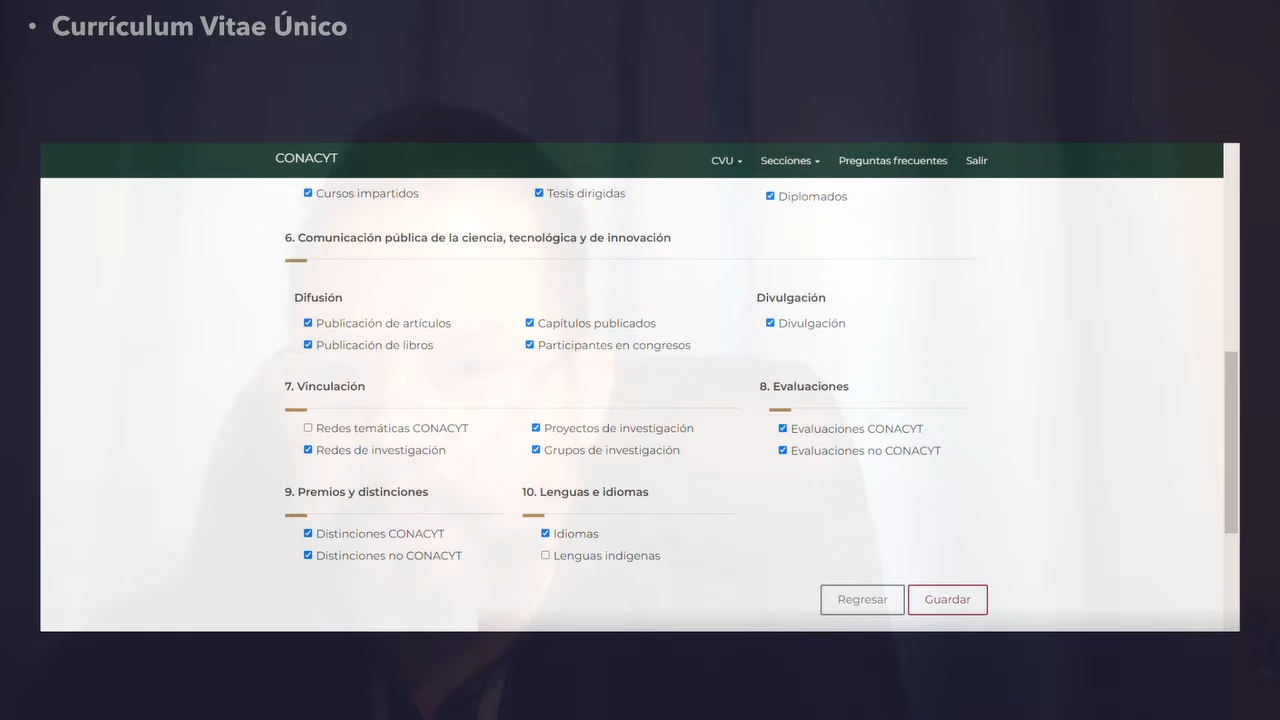 • Currículum Vitae Único
CONACYT
CVU Secciones Preguntas frecuentes Salir
Cursos impartidos Tesis dirigidas Diplomados
6. Comunicación pública de la ciencia, tecnológica y de innovación
Difusión Divulgación
Publicación de artículos Capítulos publicados Divulgación
Publicación de libros Participantes en congresos
7. Vinculación 8. Evaluaciones
Redes temáticas CONACYT Proyectos de investigación Evaluaciones CONACYT
Redes de investigación Grupos de investigación Evaluaciones no CONACYT
9. Premios y distinciones 10. Lenguas e idiomas
Distinciones CONACYT Idiomas
Distinciones no CONACYT Lenguas indígenas
Regresar Guardar